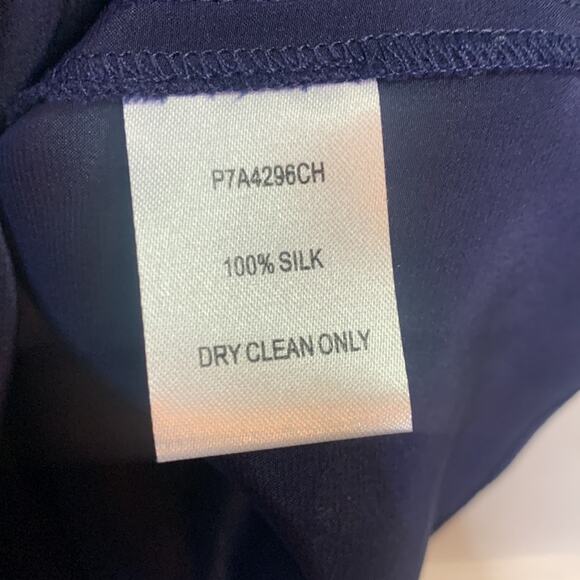 P7A4296CH
100% SILK
DRY CLEAN ONLY